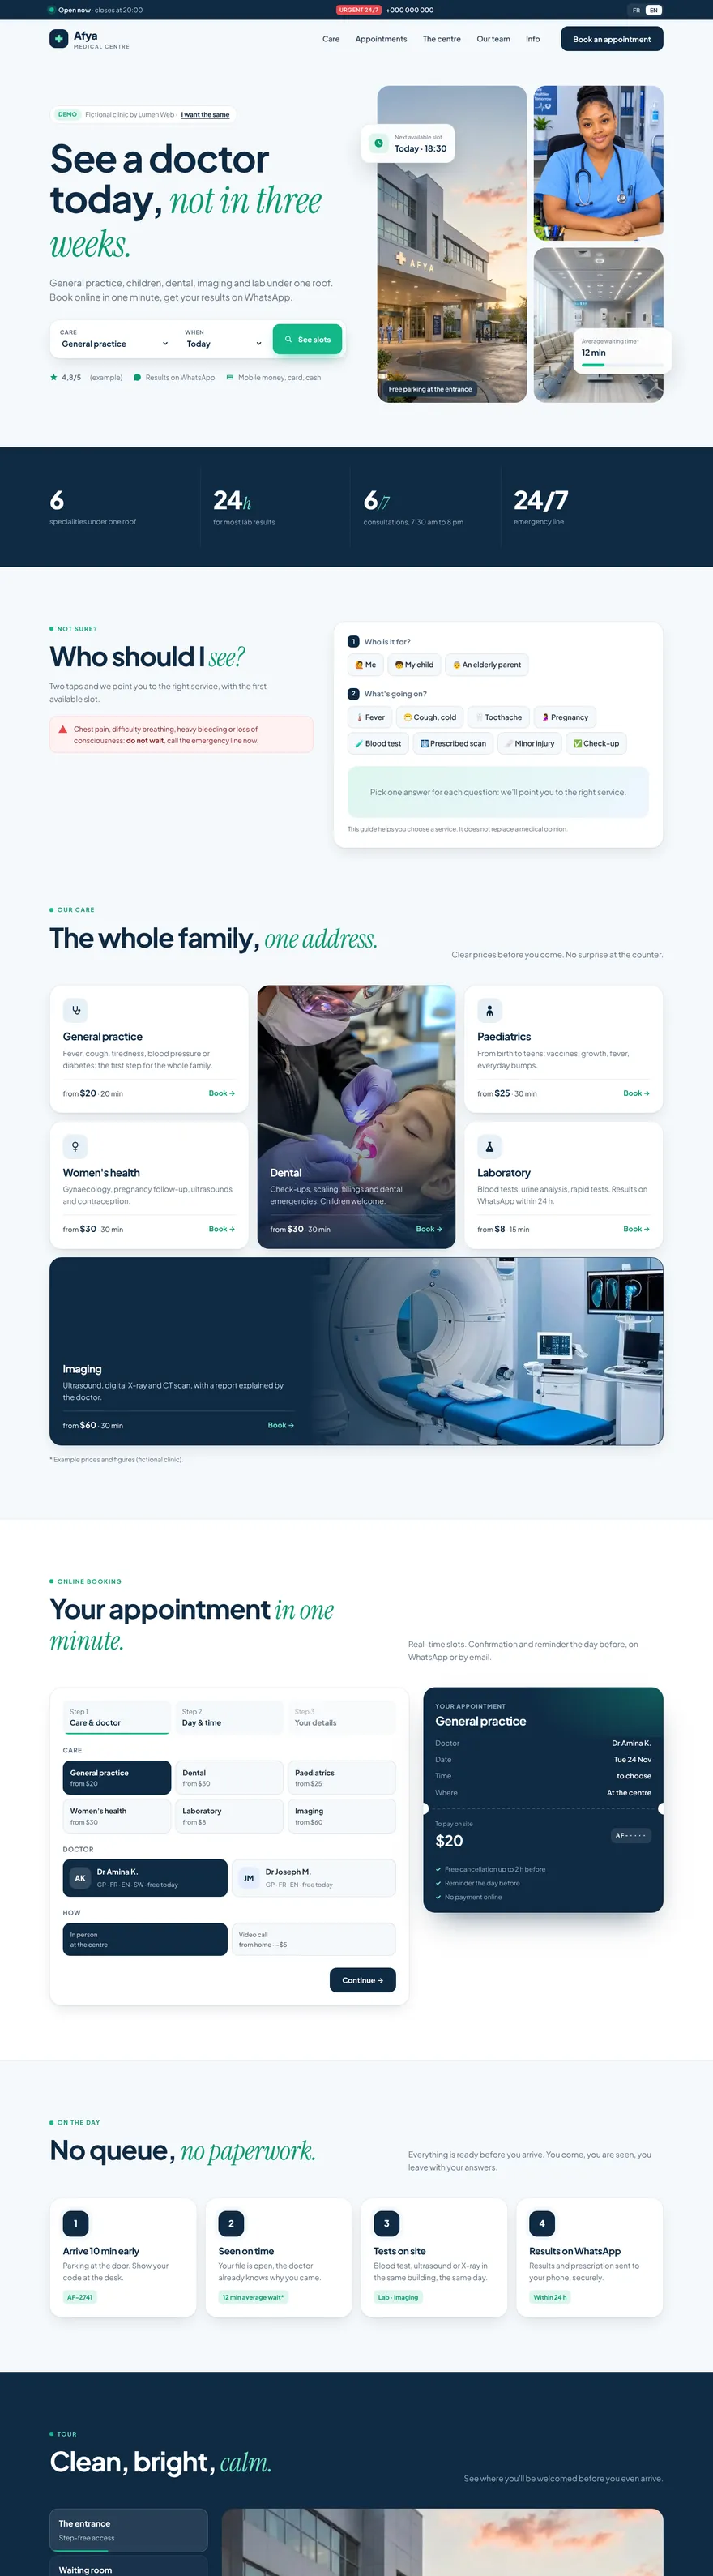 Open now · closes at 20:00
URGENT 24/7 +000 000 000
FR EN
Afya
MEDICAL CENTRE
Care Appointments The centre Our team Info
Book an appointment
DEMO Fictional clinic by Lumen Web · I want the same
See a doctor
today, not in three
weeks.
General practice, children, dental, imaging and lab under one roof.
Book online in one minute, get your results on WhatsApp.
CARE
General practice
WHEN
Today
See slots
4,8/5 (example)
Results on WhatsApp
Mobile money, card, cash
Next available slot
Today · 18:30
AFYA
Free parking at the entrance
Average waiting time*
12 min
6
specialities under one roof
24h
for most lab results
6/7
consultations, 7:30 am to 8 pm
24/7
emergency line
NOT SURE?
Who should I see?
Two taps and we point you to the right service, with the first
available slot.
Chest pain, difficulty breathing, heavy bleeding or loss of
consciousness: do not wait, call the emergency line now.
1 Who is it for?
Me
My child
An elderly parent
2 What's going on?
Fever
Cough, cold
Toothache
Pregnancy
Blood test
Prescribed scan
Minor injury
Check-up
Pick one answer for each question: we'll point you to the right service.
This guide helps you choose a service. It does not replace a medical opinion.
OUR CARE
The whole family, one address.
Clear prices before you come. No surprise at the counter.
General practice
Fever, cough, tiredness, blood pressure or
diabetes: the first step for the whole family.
from $20 · 20 min
Book →
Dental
Check-ups, scaling, fillings and dental
emergencies. Children welcome.
from $30 · 30 min
Book →
Paediatrics
From birth to teens: vaccines, growth, fever,
everyday bumps.
from $25 · 30 min
Book →
Women's health
Gynaecology, pregnancy follow-up, ultrasounds
and contraception.
from $30 · 30 min
Book →
Laboratory
Blood tests, urine analysis, rapid tests. Results on
WhatsApp within 24 h.
from $8 · 15 min
Book →
Imaging
Ultrasound, digital X-ray and CT scan, with a report explained by
the doctor.
from $60 · 30 min
Book →
* Example prices and figures (fictional clinic).
ONLINE BOOKING
Your appointment in one
minute.
Real-time slots. Confirmation and reminder the day before, on
WhatsApp or by email.
Step 1
Care & doctor
Step 2
Day & time
Step 3
Your details
CARE
General practice
from $20
Dental
from $30
Paediatrics
from $25
Women's health
from $30
Laboratory
from $8
Imaging
from $60
DOCTOR
AK
Dr Amina K.
GP · FR · EN · SW · free today
JM
Dr Joseph M.
GP · FR · EN · free today
HOW
In person
at the centre
Video call
from home · −$5
Continue →
YOUR APPOINTMENT
General practice
Doctor Dr Amina K.
Date Tue 24 Nov
Time to choose
Where At the centre
To pay on site
$20
AF-····
Free cancellation up to 2 h before
Reminder the day before
No payment online
ON THE DAY
No queue, no paperwork.
Everything is ready before you arrive. You come, you are seen, you
leave with your answers.
1
Arrive 10 min early
Parking at the door. Show your
code at the desk.
AF-2741
2
Seen on time
Your file is open, the doctor
already knows why you came.
12 min average wait*
3
Tests on site
Blood test, ultrasound or X-ray in
the same building, the same day.
Lab · Imaging
4
Results on WhatsApp
Results and prescription sent to
your phone, securely.
Within 24 h
TOUR
Clean, bright, calm.
See where you'll be welcomed before you even arrive.
The entrance
Step-free access
Waiting room